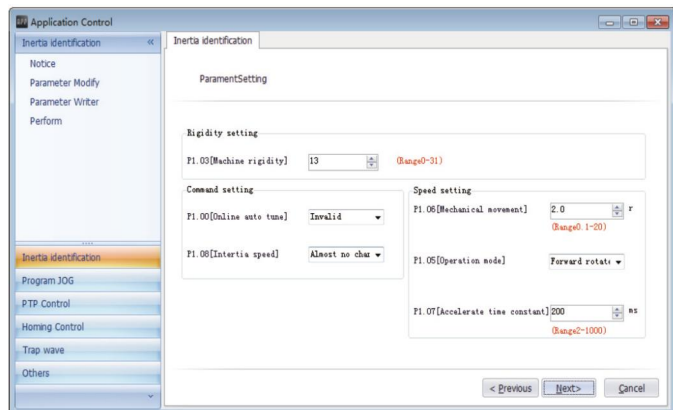 Application Control
Inertia identification «
Notice
Parameter Modify
Parameter Writer
Perform
Inertia identification
Program JOG
PTP Control
Homing Control
Trap wave
Others
Inertia identification
ParamentSetting
Rigidity setting
P1.03[Machine rigidity] 13 (Range0-31)
Command setting
P1.00[Online auto tune] Invalid
P1.08[Intertia speed] Almost no char
Speed setting
P1.06[Mechanical movement] 2.0 r
(Range0.1-20)
P1.05[Operation mode] Forward rotate
P1.07[Accelerate time constant] 200 ms
(Range2-1000)
< Previous Next> Cancel